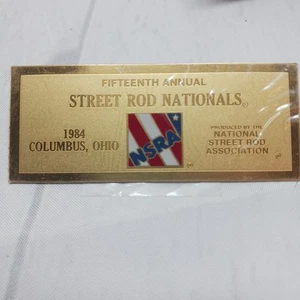 FIFTEENTH ANNUAL
STREET ROD NATIONALS
1984
COLUMBUS, OHIO
NSRA
PRODUCED BY THE
NATIONAL
STREET ROD
ASSOCIATION